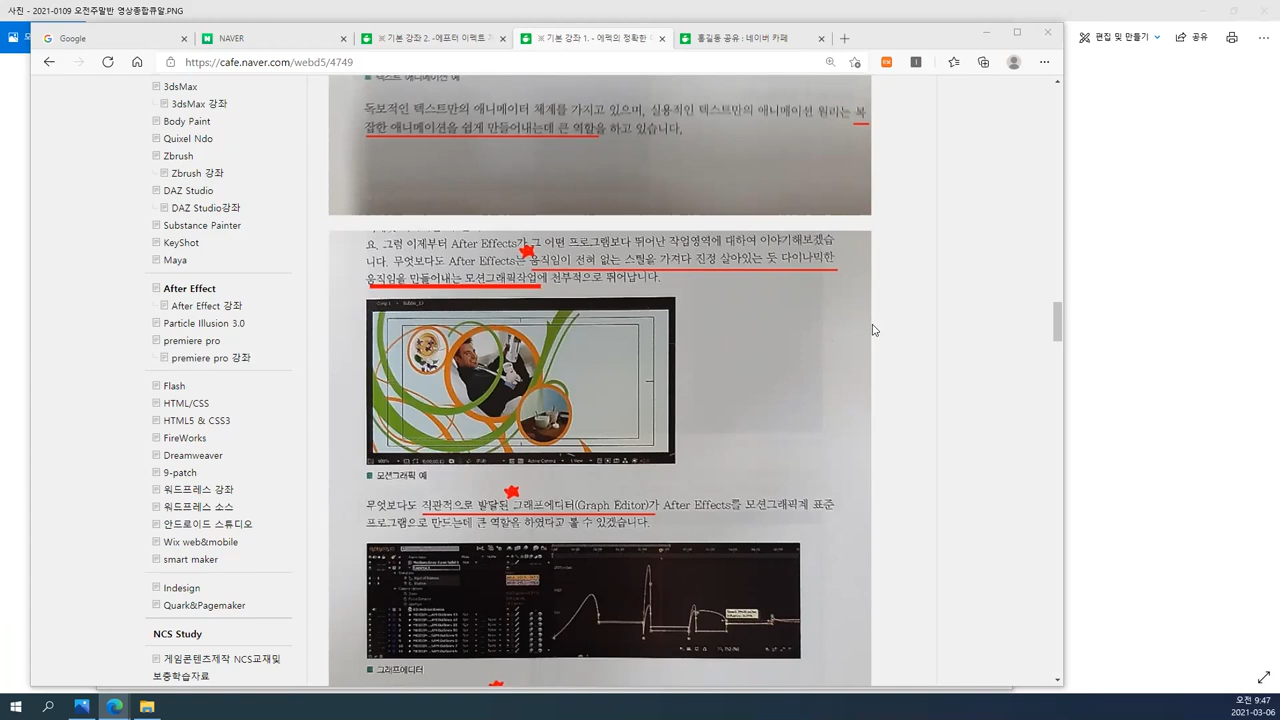 사진 - 2021-0109 오전주말반 영상종합큐알.PNG
Google
NAVER
※ 기본 강좌 2. -에프터 이펙트
※ 기본 강좌 1. - 에펙의 정확한
홍길동 공유 : 네이버 카페
편집 및 만들기
공유
https://cafe.naver.com/webd5/4749
3dsMax
3dsMax 강좌
Body Paint
Quixel Ndo
Zbrush
Zbrush 강좌
DAZ Studio
DAZ Studio강좌
Substance Painter
KeyShot
Maya
After Effect
After Effect 강좌
Particle Illusion 3.0
premiere pro
premiere pro 강좌
Flash
HTML/CSS
HTML5 & CSS3
FireWorks
Dreamwaver
9-patch
워드프레스 강좌
워드프레스 소스
안드로이드 스튜디오
Wix web&mobile
Appmaker
Indesign
Quark&Pagemaker
보충학습자료
텍스트 애니메이션 예
독보적인 텍스트만의 애니메이터 체계를 가지고 있으며, 실용적인 텍스트만의 애니메이션 원리는 복
잡한 애니메이션을 쉽게 만들어내는데 큰 역할을 하고 있습니다.
요. 그럼 이제부터 After Effects가 그 어떤 프로그램보다 뛰어난 작업영역에 대하여 이야기해보겠습
니다. 무엇보다도 After Effects는 움직임이 전혀 없는 스틸을 가져다 진정 살아있는 듯 다이나믹한
움직임을 만들어내는 모션그래픽작업에 천부적으로 뛰어납니다.
모션그래픽 예
무엇보다도 직관적으로 발달된 그래프에디터(Graph Editor)가 After Effects를 모션그래픽계 표준
프로그램으로 만드는데 큰 역할을 하였다고 볼 수 있겠습니다.
그래프에디터
오전 9:47
2021-03-06